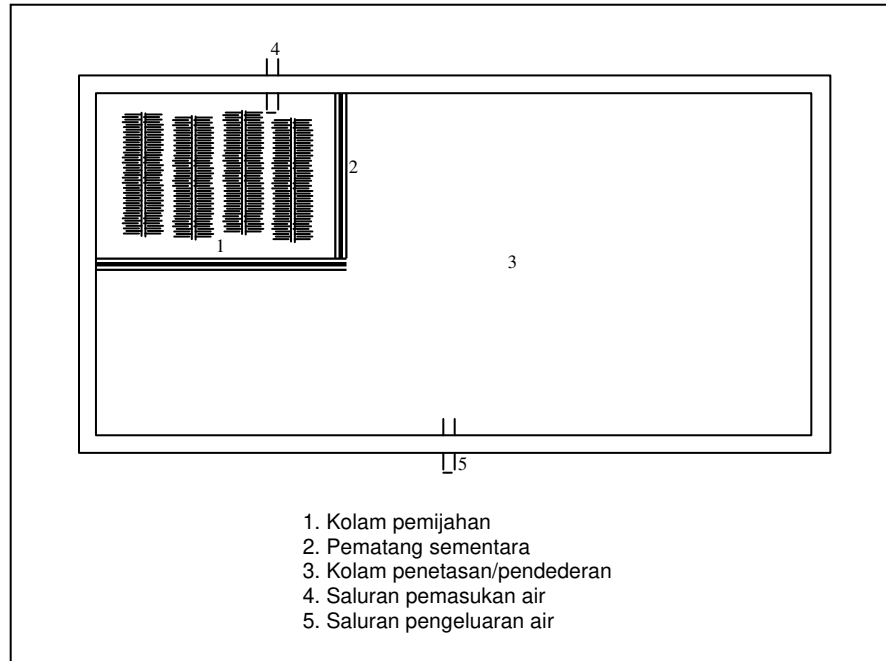 4
2
1
3
5
1. Kolam pemijahan
2. Pematang sementara
3. Kolam penetasan/pendederan
4. Saluran pemasukan air
5. Saluran pengeluaran air